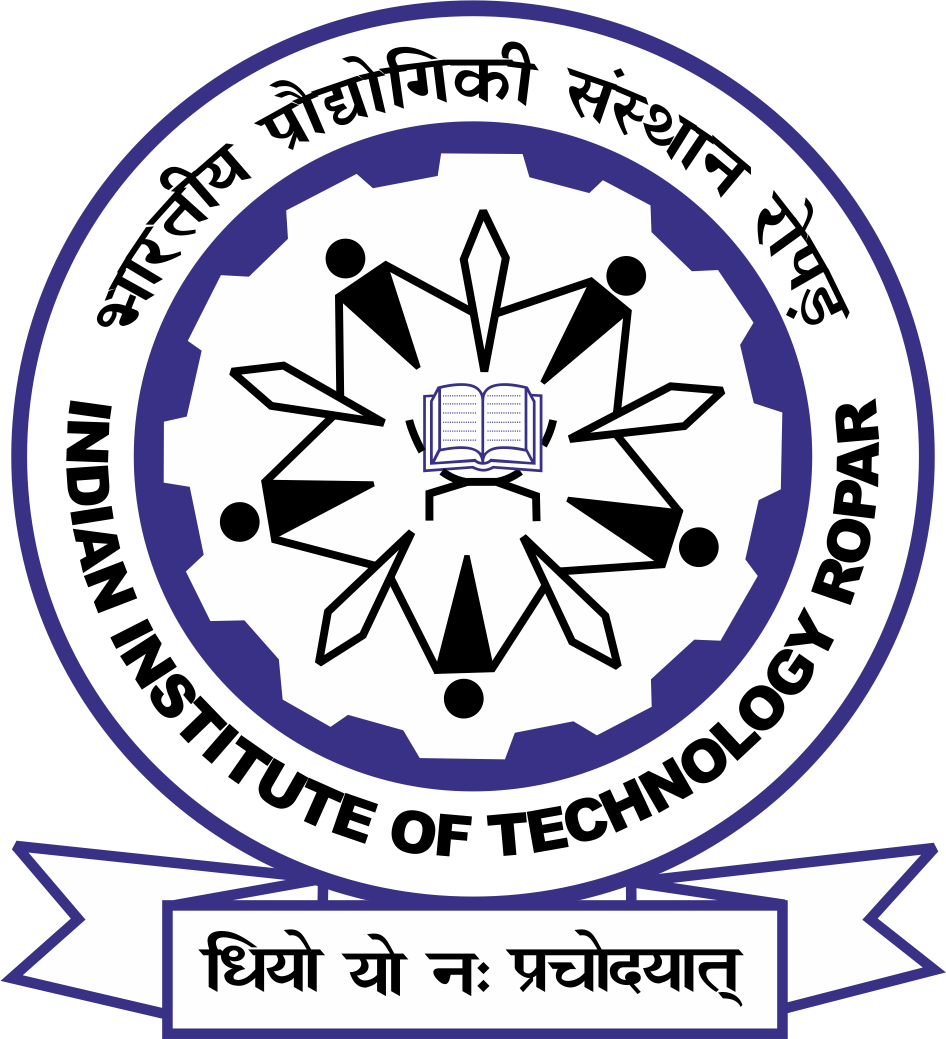 भारतीय प्रौद्योगिकी संस्थान रोपड़
INDIAN INSTITUTE OF TECHNOLOGY ROPAR
धियो यो नः प्रचोदयात्